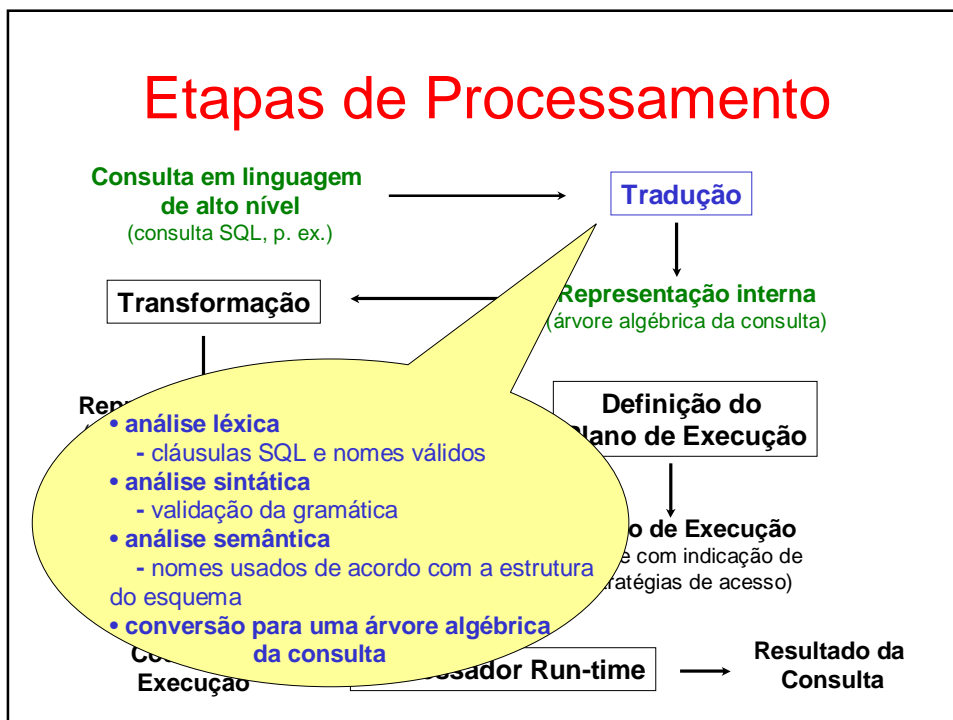 Etapas de Processamento
Consulta em linguagem
de alto nível
(consulta SQL, p. ex.)
Tradução
Transformação
Representação interna
(árvore algébrica da consulta)
Definição do
Plano de Execução
• análise léxica
- cláusulas SQL e nomes válidos
• análise sintática
- validação da gramática
• análise semântica
- nomes usados de acordo com a estrutura
do esquema
• conversão para uma árvore algébrica
da consulta
de Execução
com indicação de
de acesso)
Execução
Run-time
Resultado da
Consulta